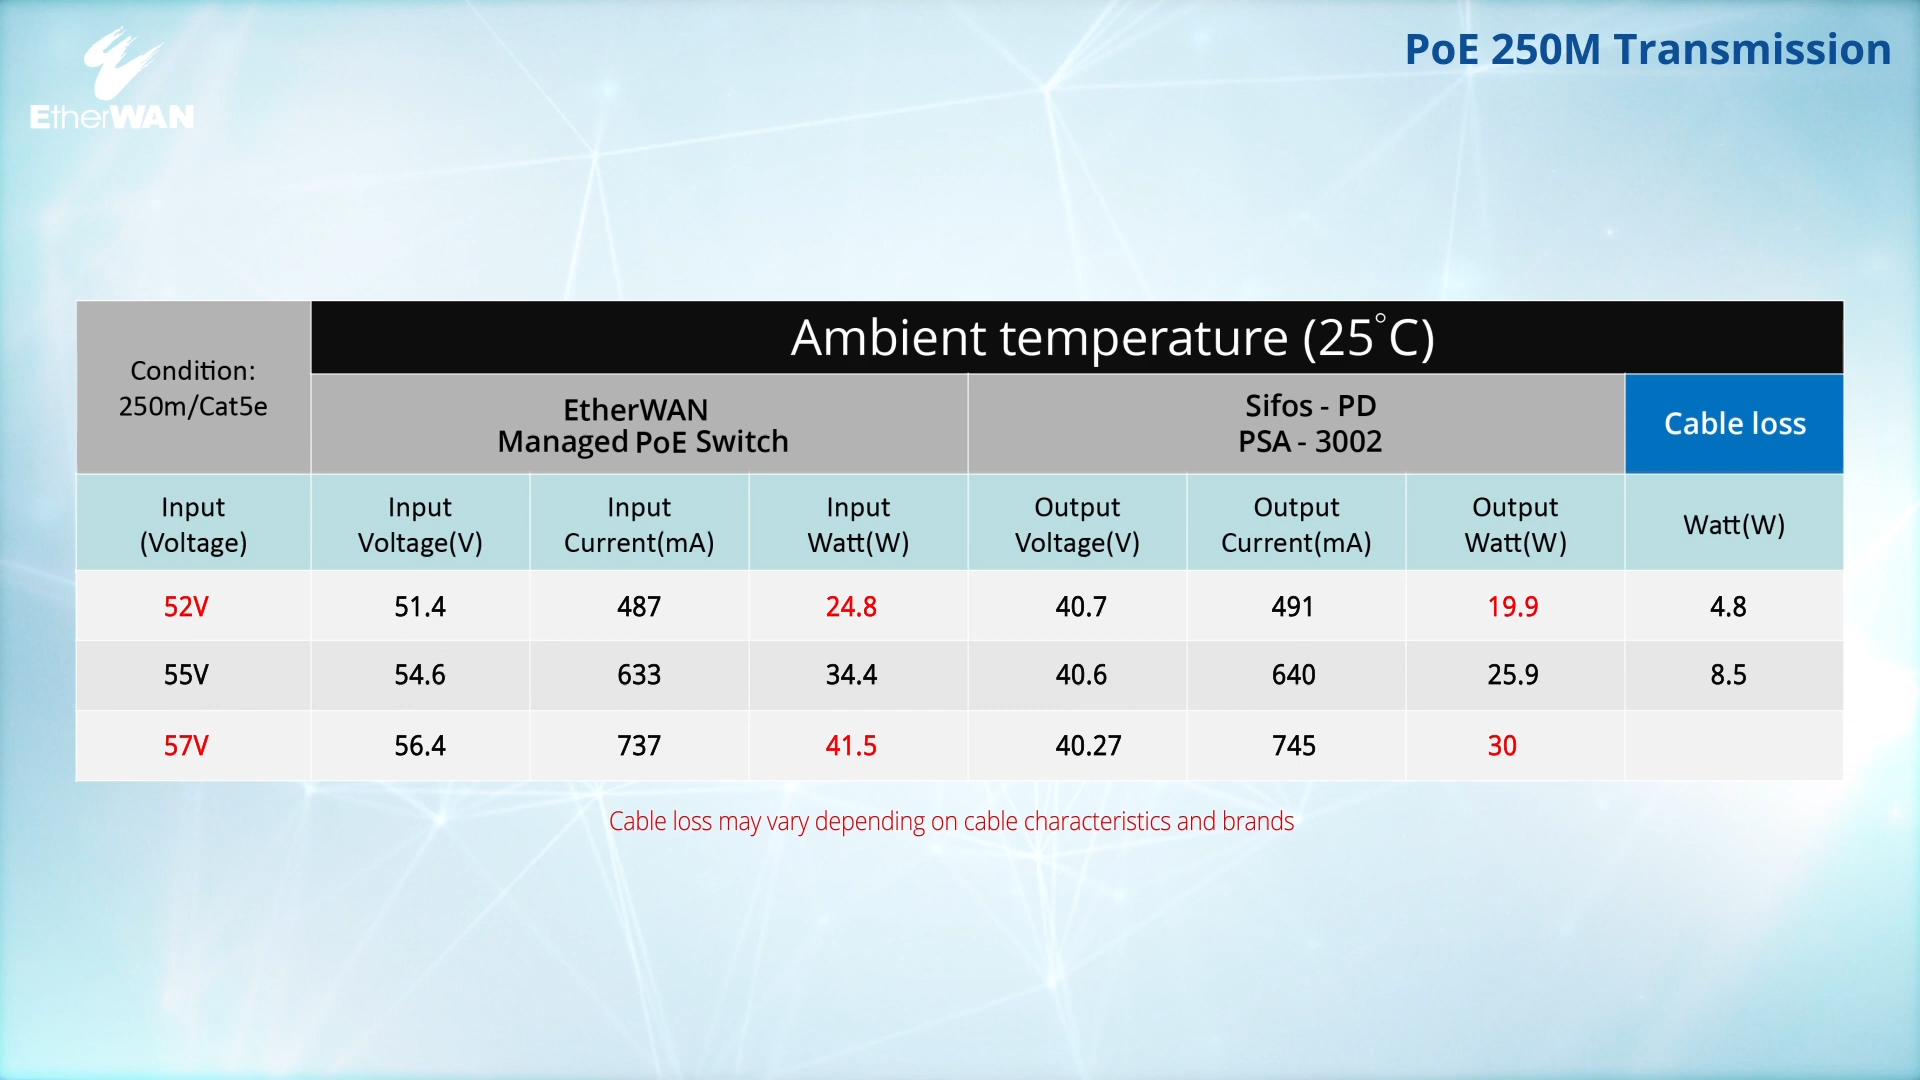 EtherWAN
PoE 250M Transmission
Condition:
250m/Cat5e
Ambient temperature (25°C)
EtherWAN
Managed PoE Switch
Sifos - PD
PSA - 3002
Cable loss
Input
(Voltage)
Input
Voltage(V)
Input
Current(mA)
Input
Watt(W)
Output
Voltage(V)
Output
Current(mA)
Output
Watt(W)
Watt(W)
52V 51.4 487 24.8 40.7 491 19.9 4.8
55V 54.6 633 34.4 40.6 640 25.9 8.5
57V 56.4 737 41.5 40.27 745 30
Cable loss may vary depending on cable characteristics and brands